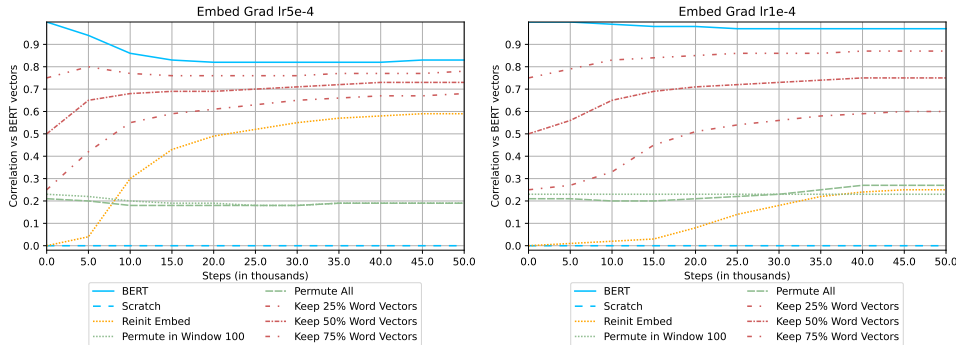 Embed Grad lr5e-4
Correlation vs BERT vectors
0.9
0.8
0.7
0.6
0.5
0.4
0.3
0.2
0.1
0.0
0.0 5.0 10.0 15.0 20.0 25.0 30.0 35.0 40.0 45.0 50.0
Steps (in thousands)
BERT
Scratch
Reinit Embed
Permute in Window 100
Permute All
Keep 25% Word Vectors
Keep 50% Word Vectors
Keep 75% Word Vectors
Embed Grad lr1e-4
Correlation vs BERT vectors
0.9
0.8
0.7
0.6
0.5
0.4
0.3
0.2
0.1
0.0
0.0 5.0 10.0 15.0 20.0 25.0 30.0 35.0 40.0 45.0 50.0
Steps (in thousands)
BERT
Scratch
Reinit Embed
Permute in Window 100
Permute All
Keep 25% Word Vectors
Keep 50% Word Vectors
Keep 75% Word Vectors